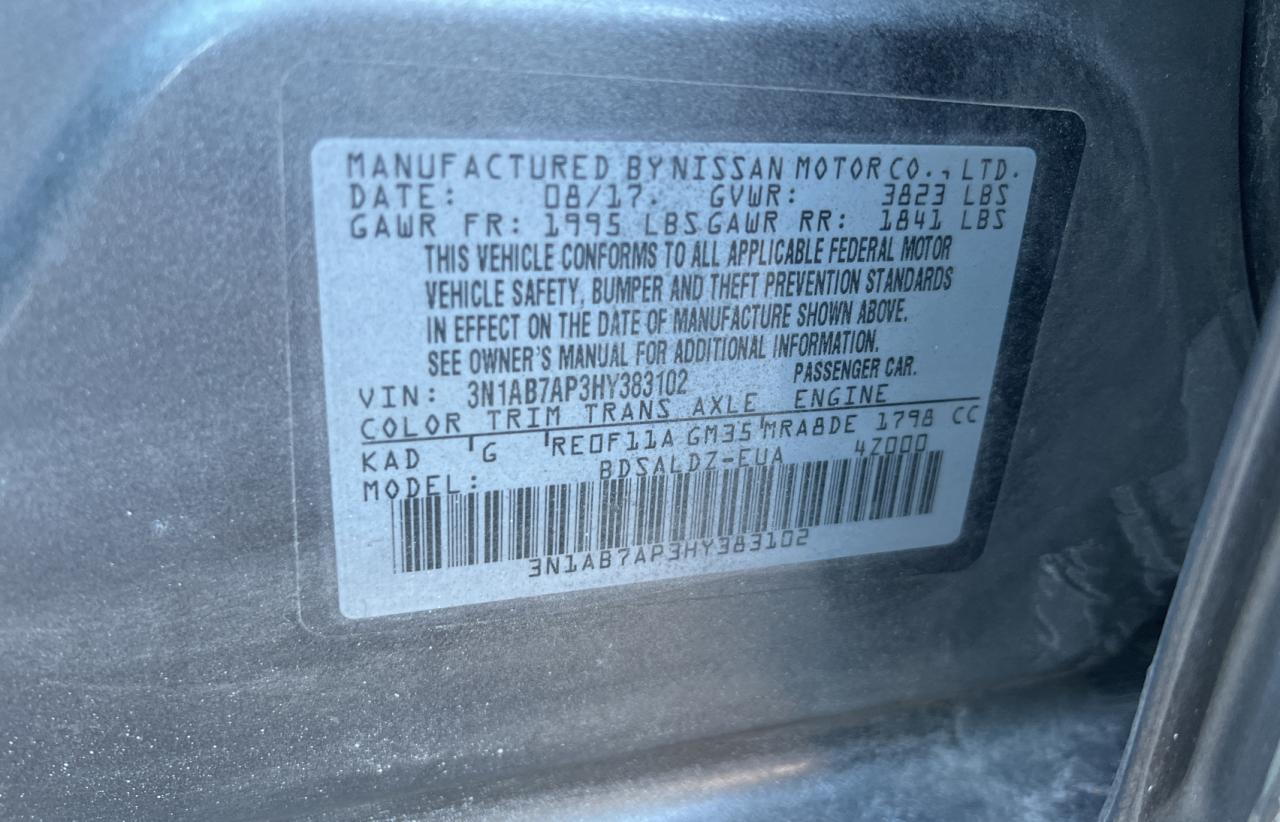 MANUFACTURED BY NISSAN MOTOR CO., LTD.
DATE: 08/17. GVWR: 3823 LBS
GAWR FR: 1995 LBS GAWR RR: 1841 LBS
THIS VEHICLE CONFORMS TO ALL APPLICABLE FEDERAL MOTOR
VEHICLE SAFETY, BUMPER AND THEFT PREVENTION STANDARDS
IN EFFECT ON THE DATE OF MANUFACTURE SHOWN ABOVE.
SEE OWNER'S MANUAL FOR ADDITIONAL INFORMATION.
VIN: 3N1AB7AP3HY383102 PASSENGER CAR.
COLOR TRIM TRANS AXLE ENGINE
KAD G RE0F11A GM35 MRA8DE 1798 CC
MODEL: BDSALDZ-EUA 4Z000
3N1AB7AP3HY383102